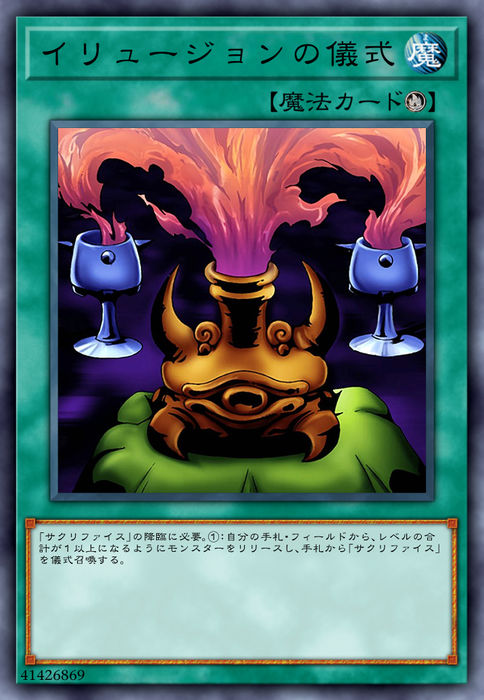 イリュージョンの儀式 魔
【魔法カード】
「サクリファイス」の降臨に必要。①:自分の手札・フィールドから、レベルの合
計が1以上になるようにモンスターをリリースし、手札から「サクリファイス」
を儀式召喚する。
41426869